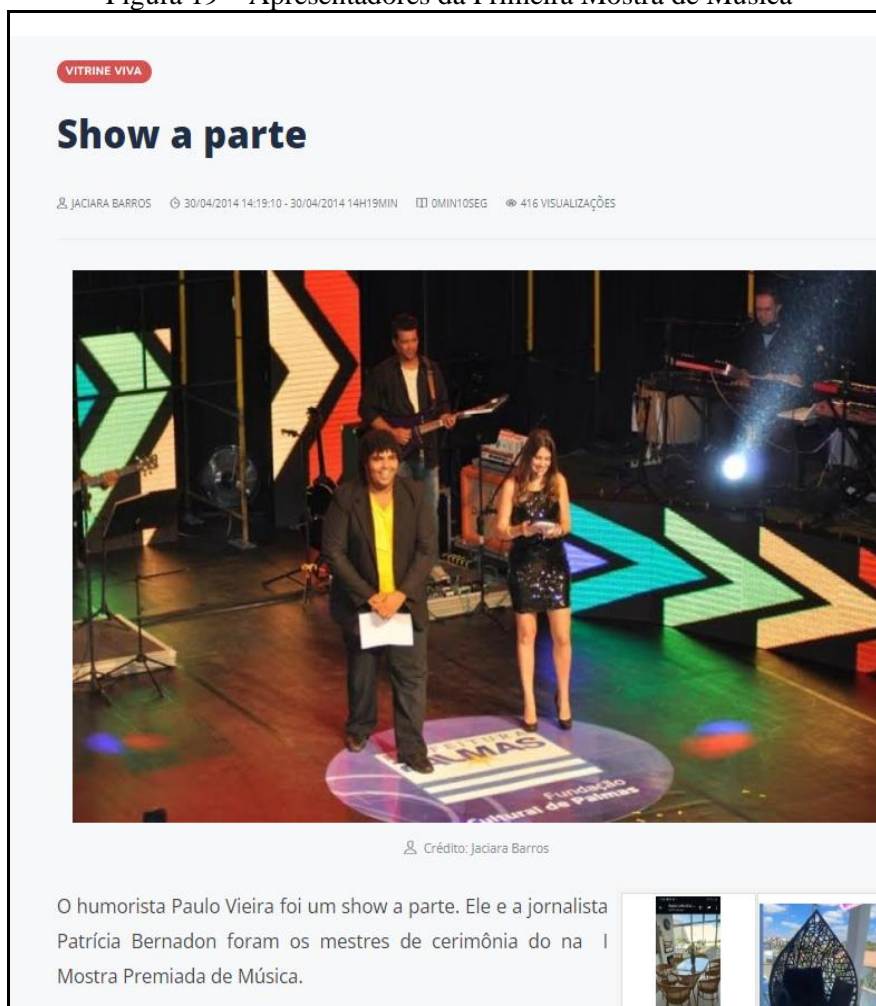 Figura 19 – Apresentadores da Primeira Mostra de Música
VITRINE VIVA
Show a parte
JACIARA BARROS 30/04/2014 14:19:10 - 30/04/2014 14H19MIN 0MIN10SEG 416 VISUALIZAÇÕES
PREFEITURA
PALMAS
Fundação
Cultural de Palmas
Crédito: Jaciara Barros
O humorista Paulo Vieira foi um show a parte. Ele e a jornalista
Patrícia Bernadon foram os mestres de cerimônia do na I
Mostra Premiada de Música.